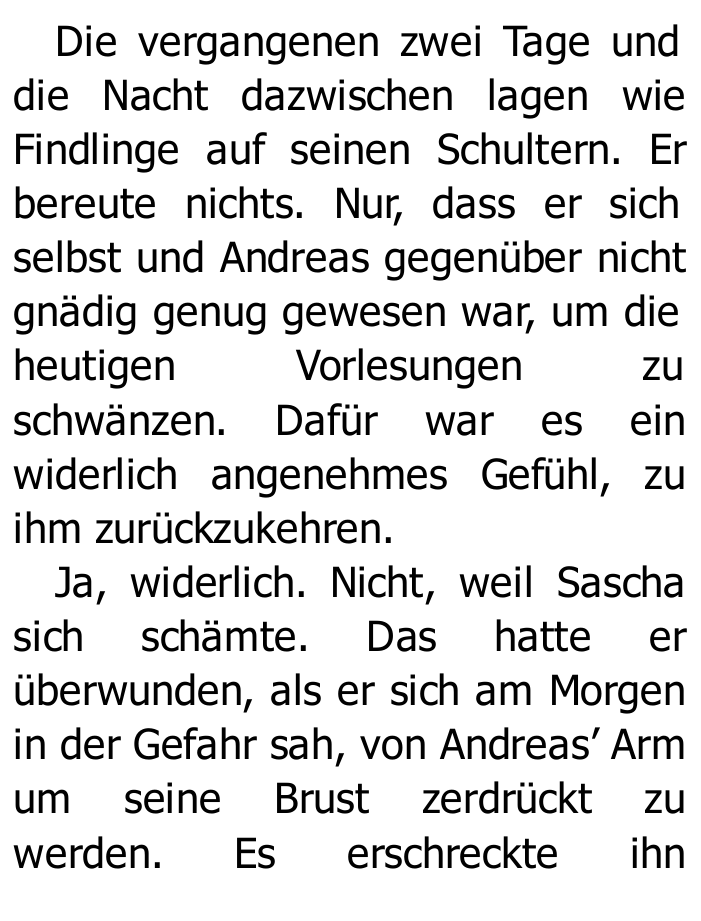 Die vergangenen zwei Tage und
die Nacht dazwischen lagen wie
Findlinge auf seinen Schultern. Er
bereute nichts. Nur, dass er sich
selbst und Andreas gegenüber nicht
gnädig genug gewesen war, um die
heutigen Vorlesungen zu
schwänzen. Dafür war es ein
widerlich angenehmes Gefühl, zu
ihm zurückzukehren.
Ja, widerlich. Nicht, weil Sascha
sich schämte. Das hatte er
überwunden, als er sich am Morgen
in der Gefahr sah, von Andreas’ Arm
um seine Brust zerdrückt zu
werden. Es erschreckte ihn